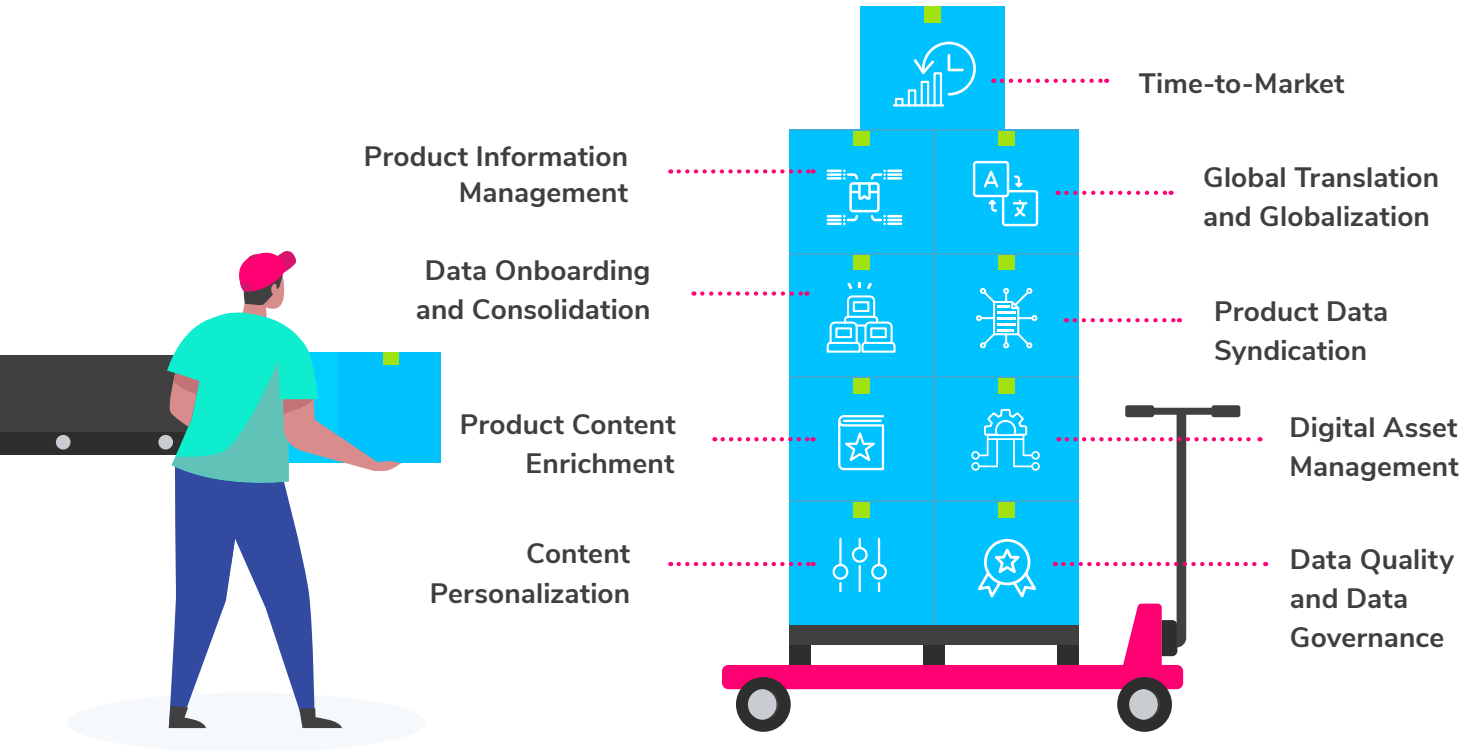 Time-to-Market
Product Information
Management
Global Translation
and Globalization
Data Onboarding
and Consolidation
Product Data
Syndication
Product Content
Enrichment
Digital Asset
Management
Content
Personalization
Data Quality
and Data
Governance
A
文